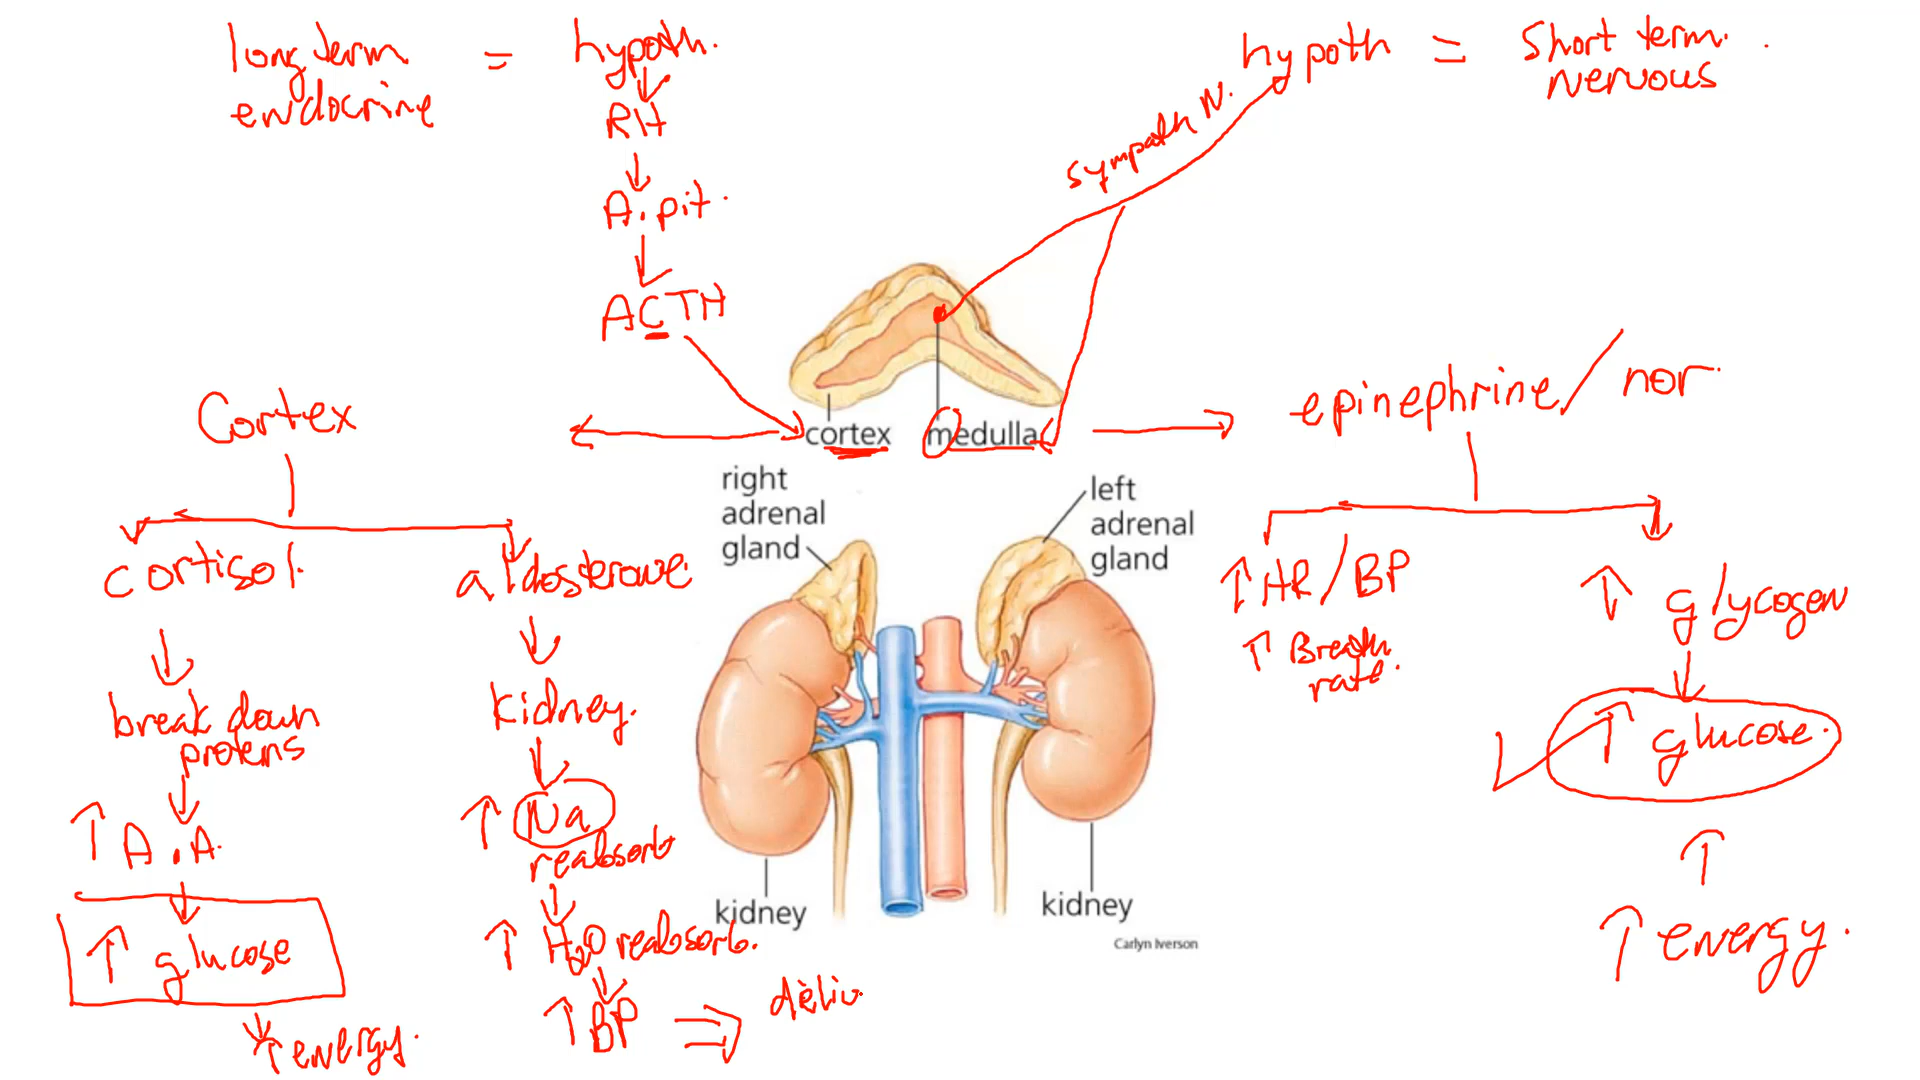 long term
endocrine
=
hypoth.
RH
A.pit.
ACTH
hypoth = Short term.
nervous
sympath N.
cortex
medulla
Cortex
epinephrine/nor.
right
adrenal
gland
left
adrenal
gland
cortisol.
aldosterone.
↑HR/BP
↑ Breath
rate.
↑ glycogen
↑ glucose.
↑
↑ energy.
break down
proteins
↑ A.A.
↑ glucose
↑ energy.
kidney.
↑ Na
reabsorb
↑ H2O reabsorb.
↑ BP ⇒ deliv.
kidney
kidney
Carlyn Iverson